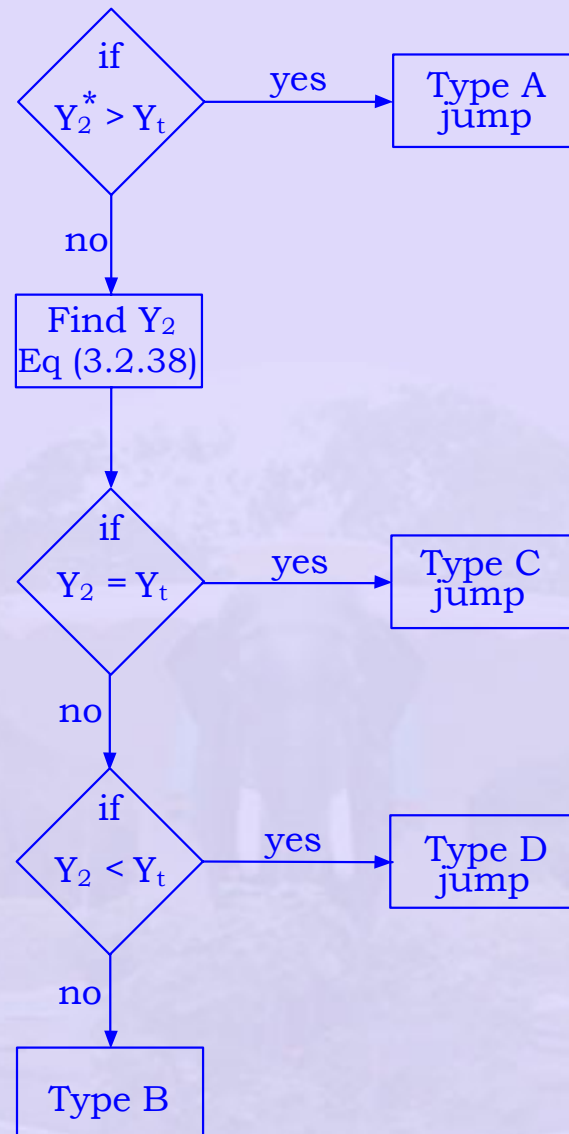 if
Y₂* > Yₜ
yes
Type A
jump
no
Find Y₂
Eq (3.2.38)
if
Y₂ = Yₜ
yes
Type C
jump
no
if
Y₂ < Yₜ
yes
Type D
jump
no
Type B